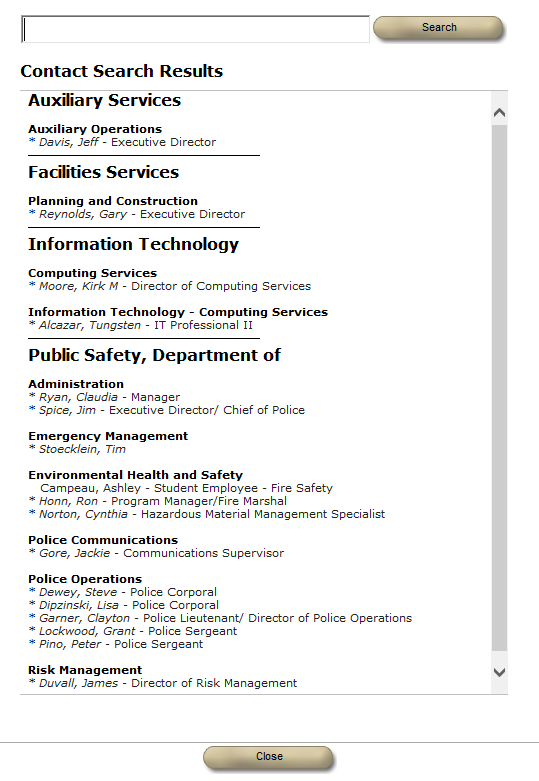 Search
Contact Search Results
Auxiliary Services
Auxiliary Operations
* Davis, Jeff - Executive Director
Facilities Services
Planning and Construction
* Reynolds, Gary - Executive Director
Information Technology
Computing Services
* Moore, Kirk M - Director of Computing Services
Information Technology - Computing Services
* Alcazar, Tungsten - IT Professional II
Public Safety, Department of
Administration
* Ryan, Claudia - Manager
* Spice, Jim - Executive Director/ Chief of Police
Emergency Management
* Stoecklein, Tim
Environmental Health and Safety
Campeau, Ashley - Student Employee - Fire Safety
* Honn, Ron - Program Manager/Fire Marshal
* Norton, Cynthia - Hazardous Material Management Specialist
Police Communications
* Gore, Jackie - Communications Supervisor
Police Operations
* Dewey, Steve - Police Corporal
* Dipzinski, Lisa - Police Corporal
* Garner, Clayton - Police Lieutenant/ Director of Police Operations
* Lockwood, Grant - Police Sergeant
* Pino, Peter - Police Sergeant
Risk Management
* Duvall, James - Director of Risk Management
Close